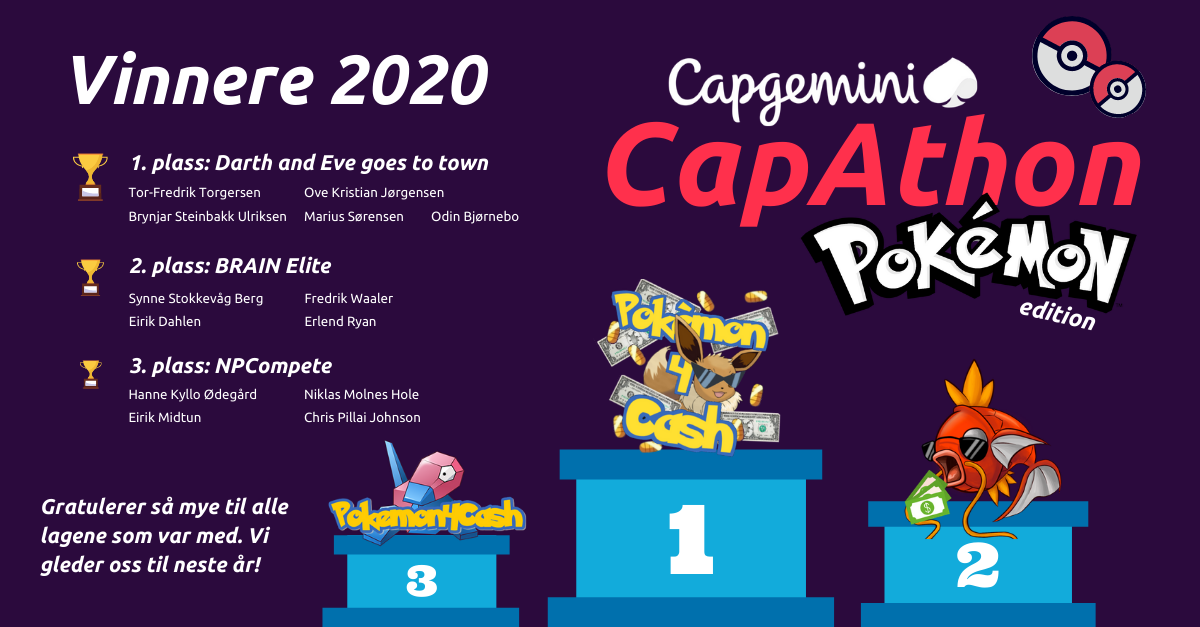 Vinnere 2020
1. plass: Darth and Eve goes to town
Tor-Fredrik Torgersen Ove Kristian Jørgensen
Brynjar Steinbakk Ulriksen Marius Sørensen Odin Bjørnebo
2. plass: BRAIN Elite
Synne Stokkevåg Berg Fredrik Waaler
Eirik Dahlen Erlend Ryan
3. plass: NPCompete
Hanne Kyllo Ødegård Niklas Molnes Hole
Eirik Midtun Chris Pillai Johnson
Gratulerer så mye til alle
lagene som var med. Vi
gleder oss til neste år!
Capgemini
CapAthon
POKéMON
edition
Pokémon
4
Cash
Pokemon4Cash
1
2
3
$